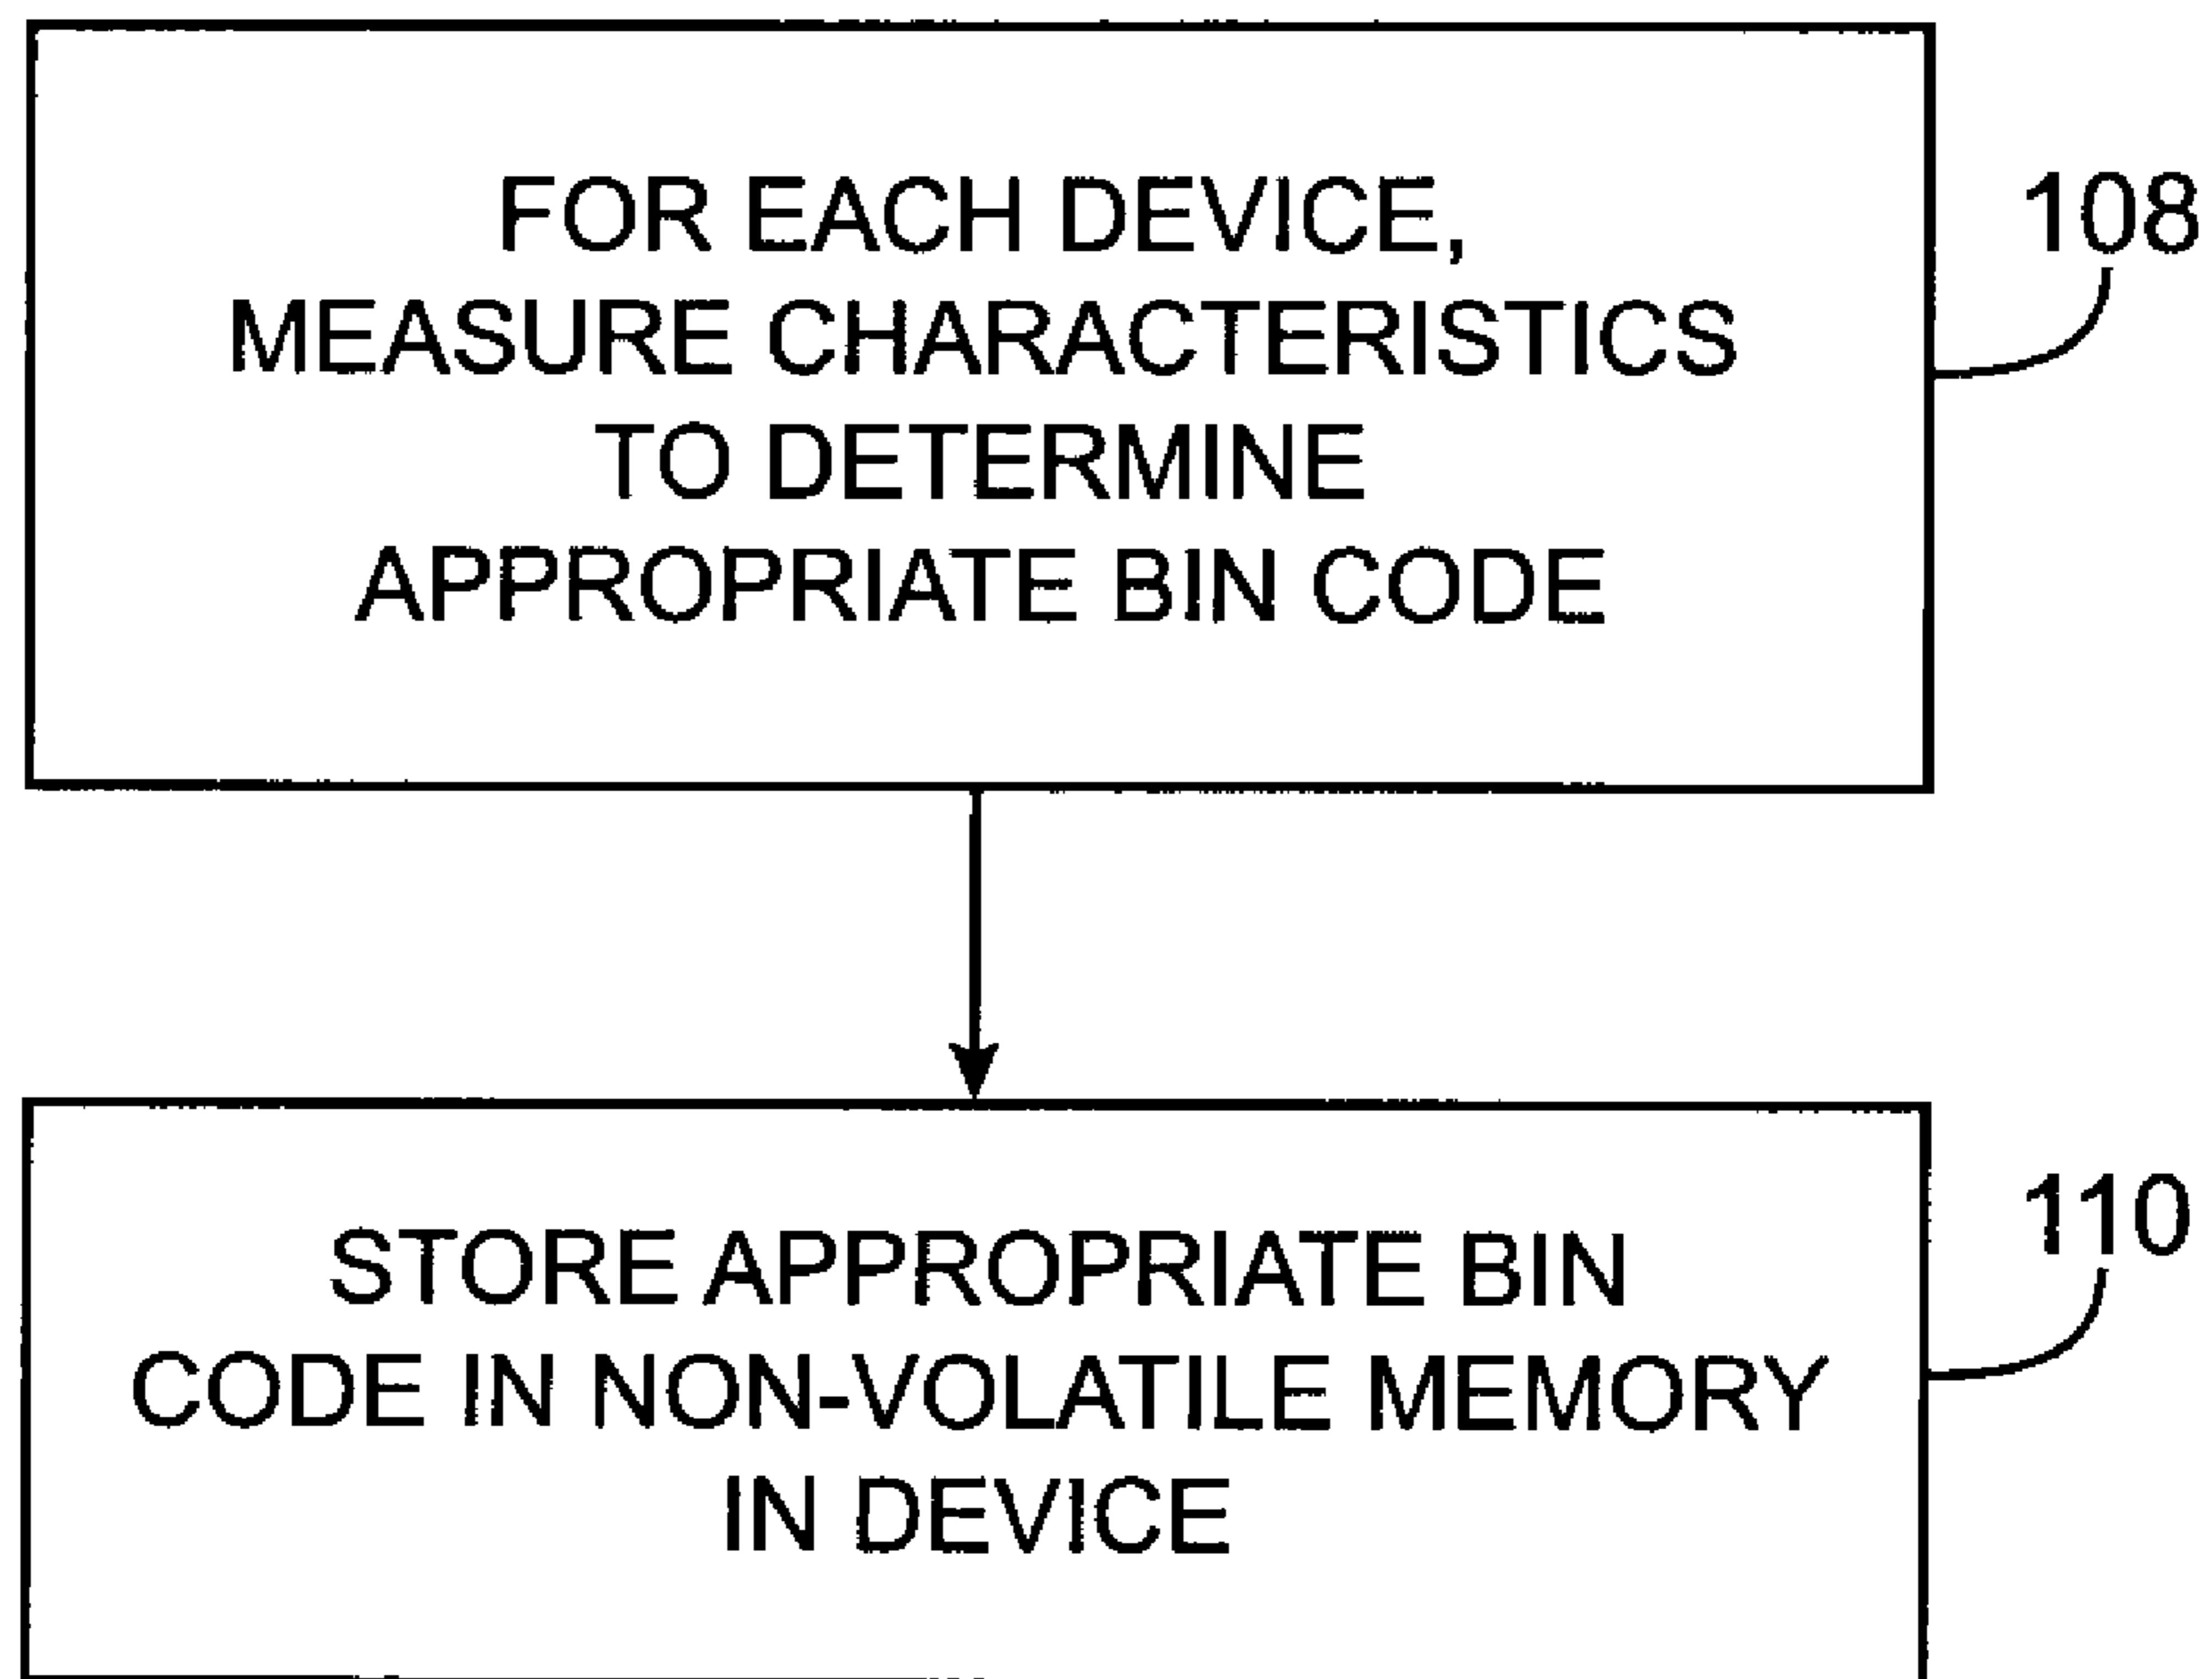 FOR EACH DEVICE,
MEASURE CHARACTERISTICS
TO DETERMINE
APPROPRIATE BIN CODE
108
STORE APPROPRIATE BIN
CODE IN NON-VOLATILE MEMORY
IN DEVICE
110